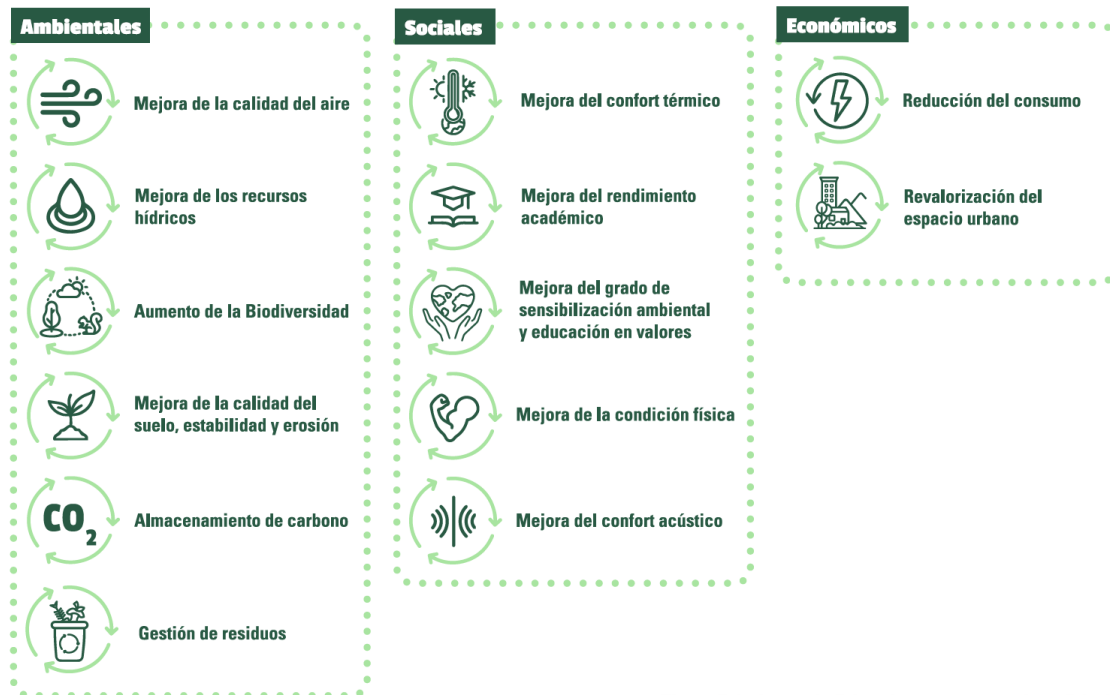 Ambientales
Mejora de la calidad del aire
Mejora de los recursos
hídricos
Aumento de la Biodiversidad
Mejora de la calidad del
suelo, estabilidad y erosión
CO2
Almacenamiento de carbono
Gestión de residuos
Sociales
Mejora del confort térmico
Mejora del rendimiento
académico
Mejora del grado de
sensibilización ambiental
y educación en valores
Mejora de la condición física
Mejora del confort acústico
Económicos
Reducción del consumo
Revalorización del
espacio urbano